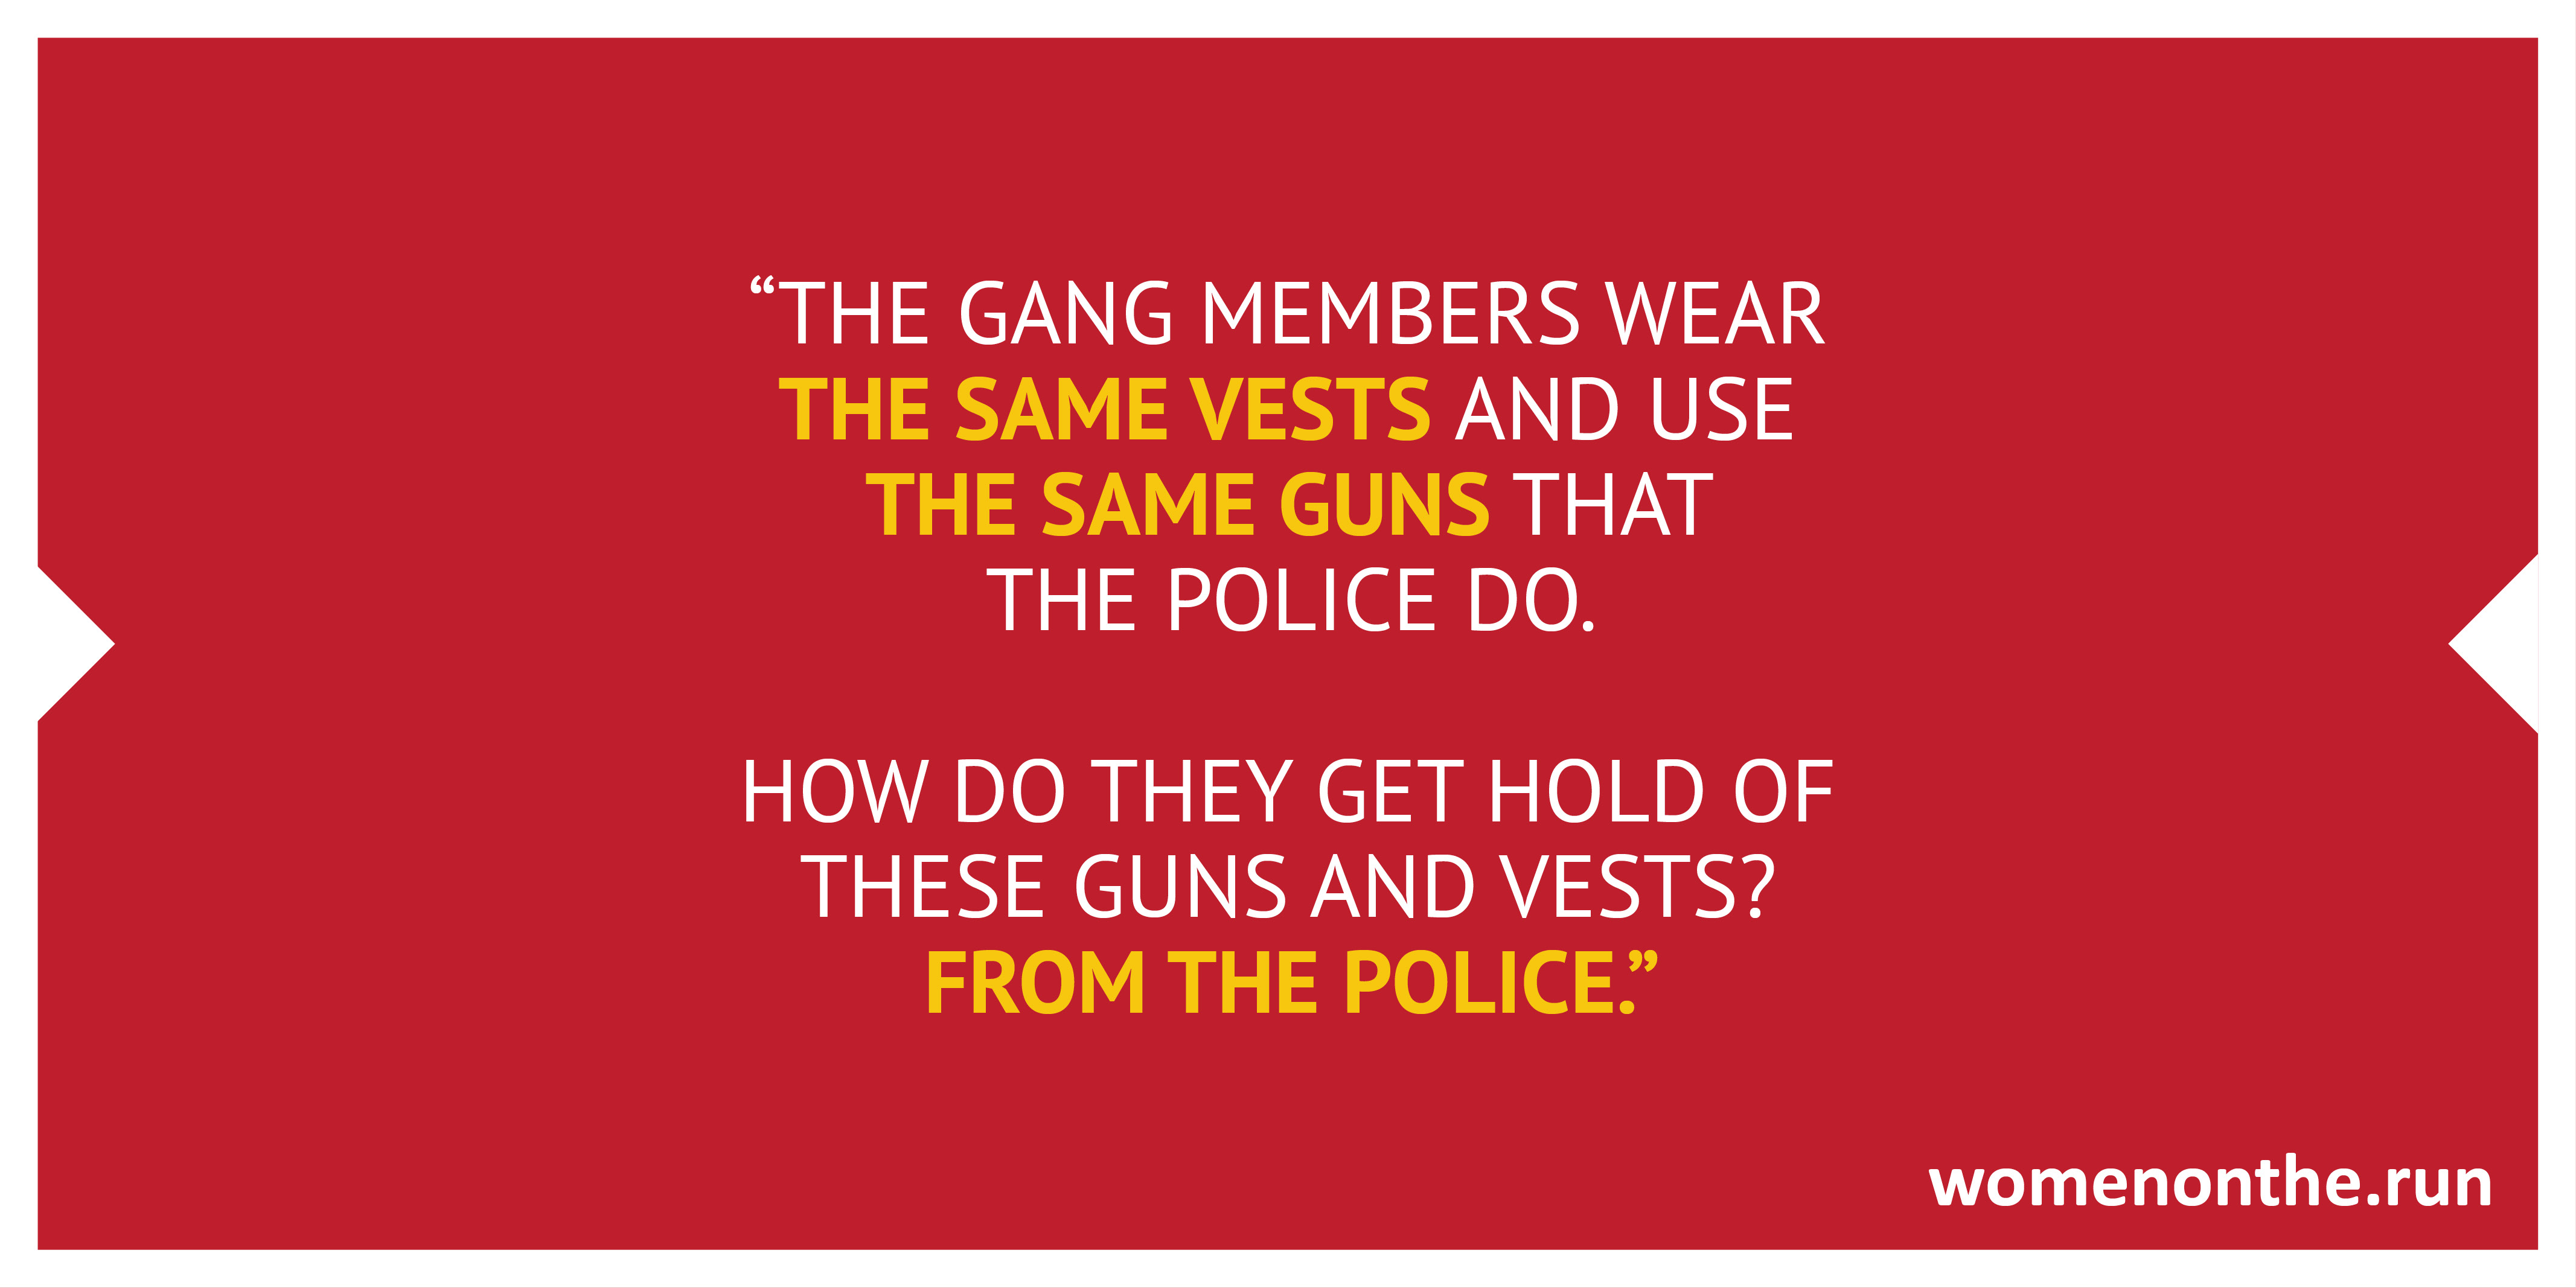 “THE GANG MEMBERS WEAR
THE SAME VESTS AND USE
THE SAME GUNS THAT
THE POLICE DO.
HOW DO THEY GET HOLD OF
THESE GUNS AND VESTS?
FROM THE POLICE.”
womenonthe.run